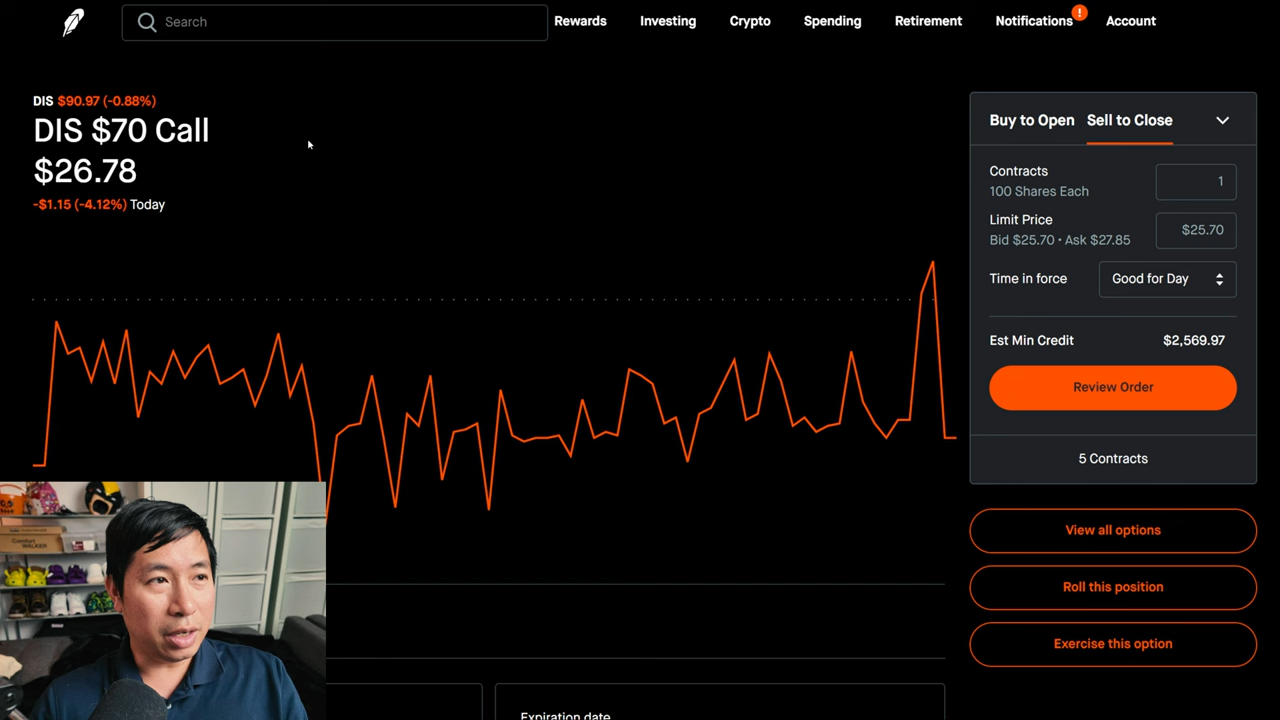 Search
Rewards
Investing
Crypto
Spending
Retirement
Notifications
!
Account
DIS $90.97 (-0.88%)
DIS $70 Call
$26.78
-$1.15 (-4.12%) Today
Buy to Open
Sell to Close
Contracts
1
100 Shares Each
Limit Price
$25.70
Bid $25.70 • Ask $27.85
Time in force
Good for Day
Est Min Credit
$2,569.97
Review Order
5 Contracts
View all options
Roll this position
Exercise this option
Comfort
WALKER
Expiration date